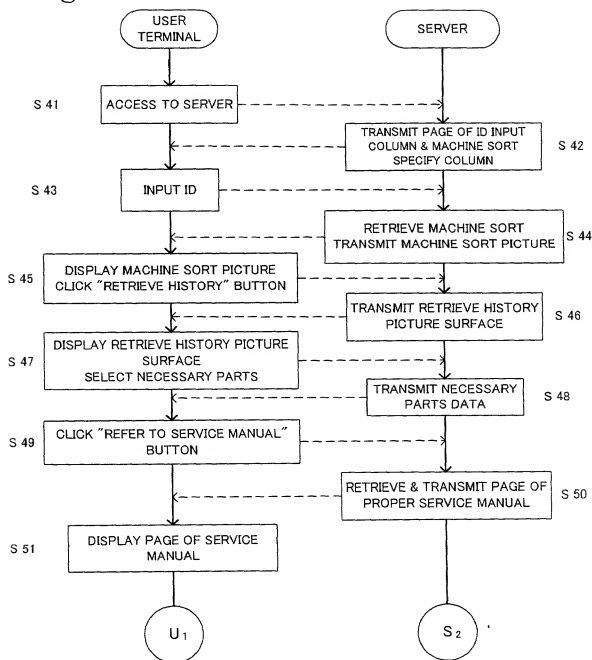 USER
TERMINAL
SERVER
S 41
ACCESS TO SERVER
TRANSMIT PAGE OF ID INPUT
COLUMN & MACHINE SORT
SPECIFY COLUMN
S 42
S 43
INPUT ID
RETRIEVE MACHINE SORT
TRANSMIT MACHINE SORT PICTURE
S 44
S 45
DISPLAY MACHINE SORT PICTURE
CLICK "RETRIEVE HISTORY" BUTTON
TRANSMIT RETRIEVE HISTORY
PICTURE SURFACE
S 46
S 47
DISPLAY RETRIEVE HISTORY PICTURE
SURFACE
SELECT NECESSARY PARTS
TRANSMIT NECESSARY
PARTS DATA
S 48
S 49
CLICK "REFER TO SERVICE MANUAL"
BUTTON
RETRIEVE & TRANSMIT PAGE OF
PROPER SERVICE MANUAL
S 50
S 51
DISPLAY PAGE OF SERVICE
MANUAL
U1
S2